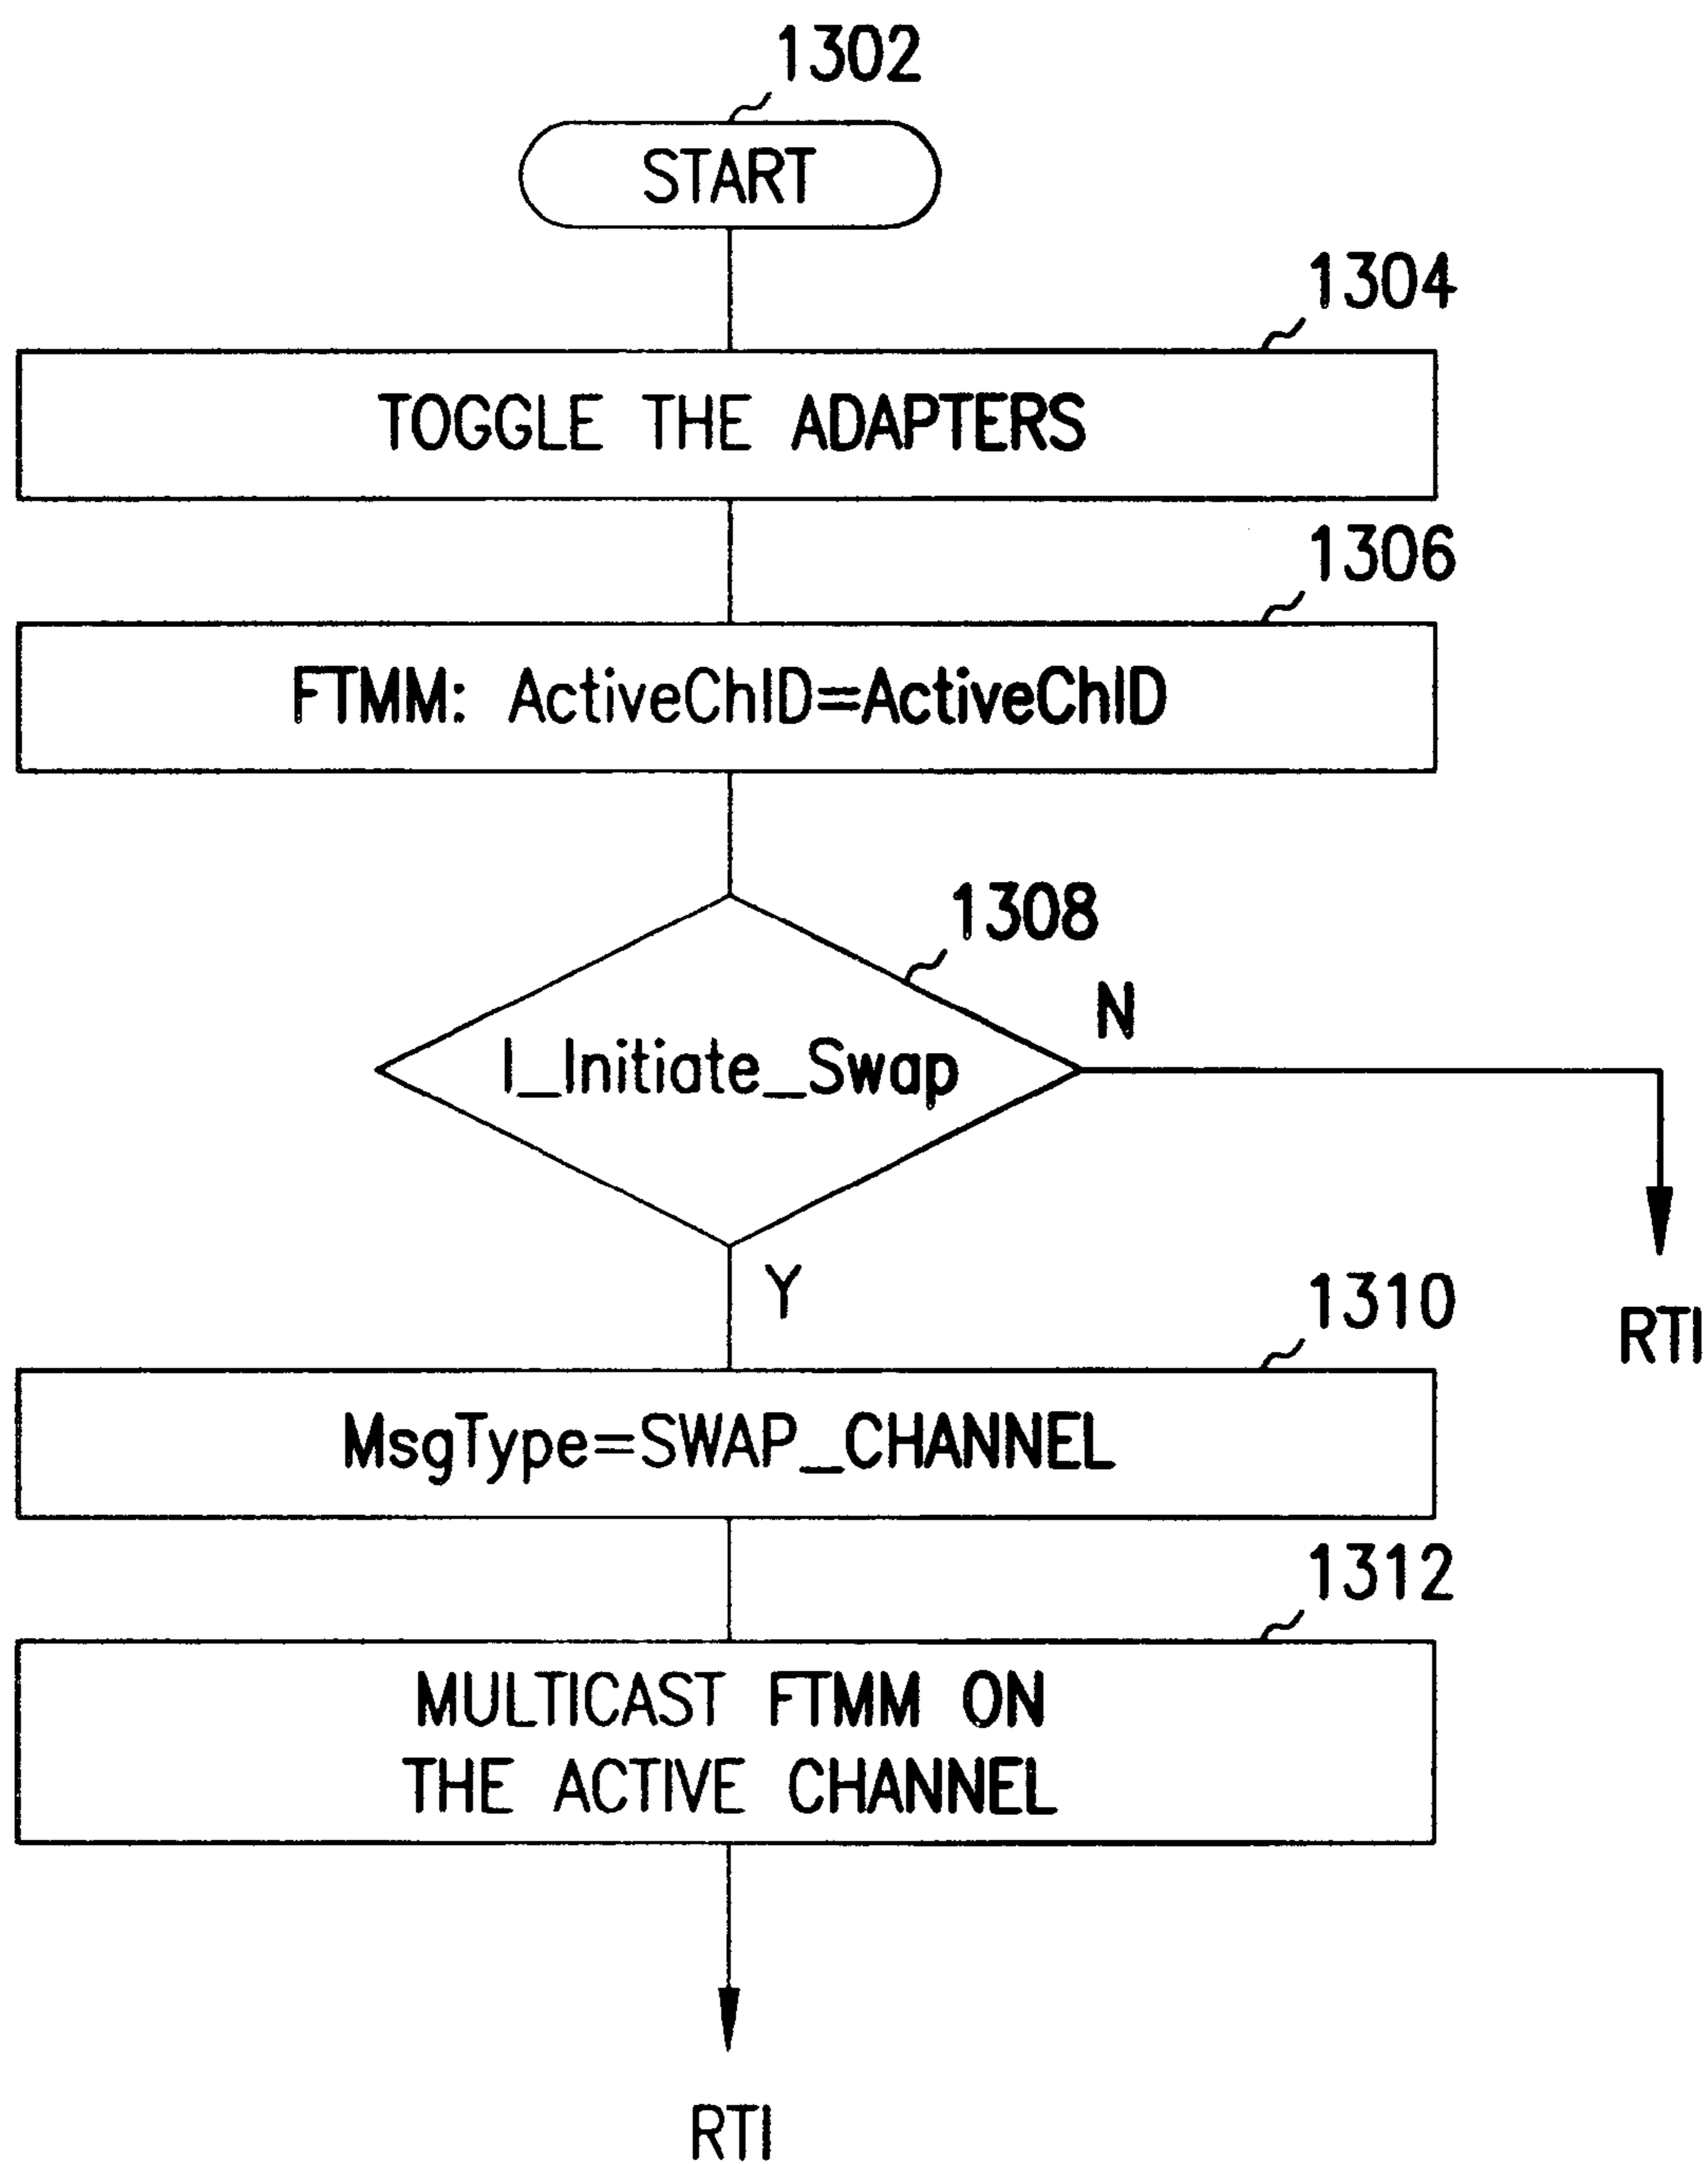 1302
START
1304
TOGGLE THE ADAPTERS
1306
FTMM: ActiveChID=ActiveChID
1308
I_Initiate_Swap
N
Y
RTI
1310
MsgType=SWAP_CHANNEL
1312
MULTICAST FTMM ON
THE ACTIVE CHANNEL
RTI